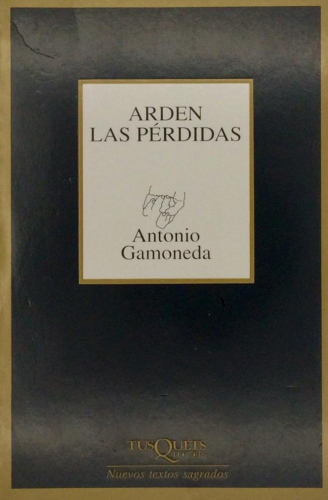 ARDEN
LAS PÉRDIDAS
Antonio
Gamoneda
TUSQUETS
Nuevos textos sagrados